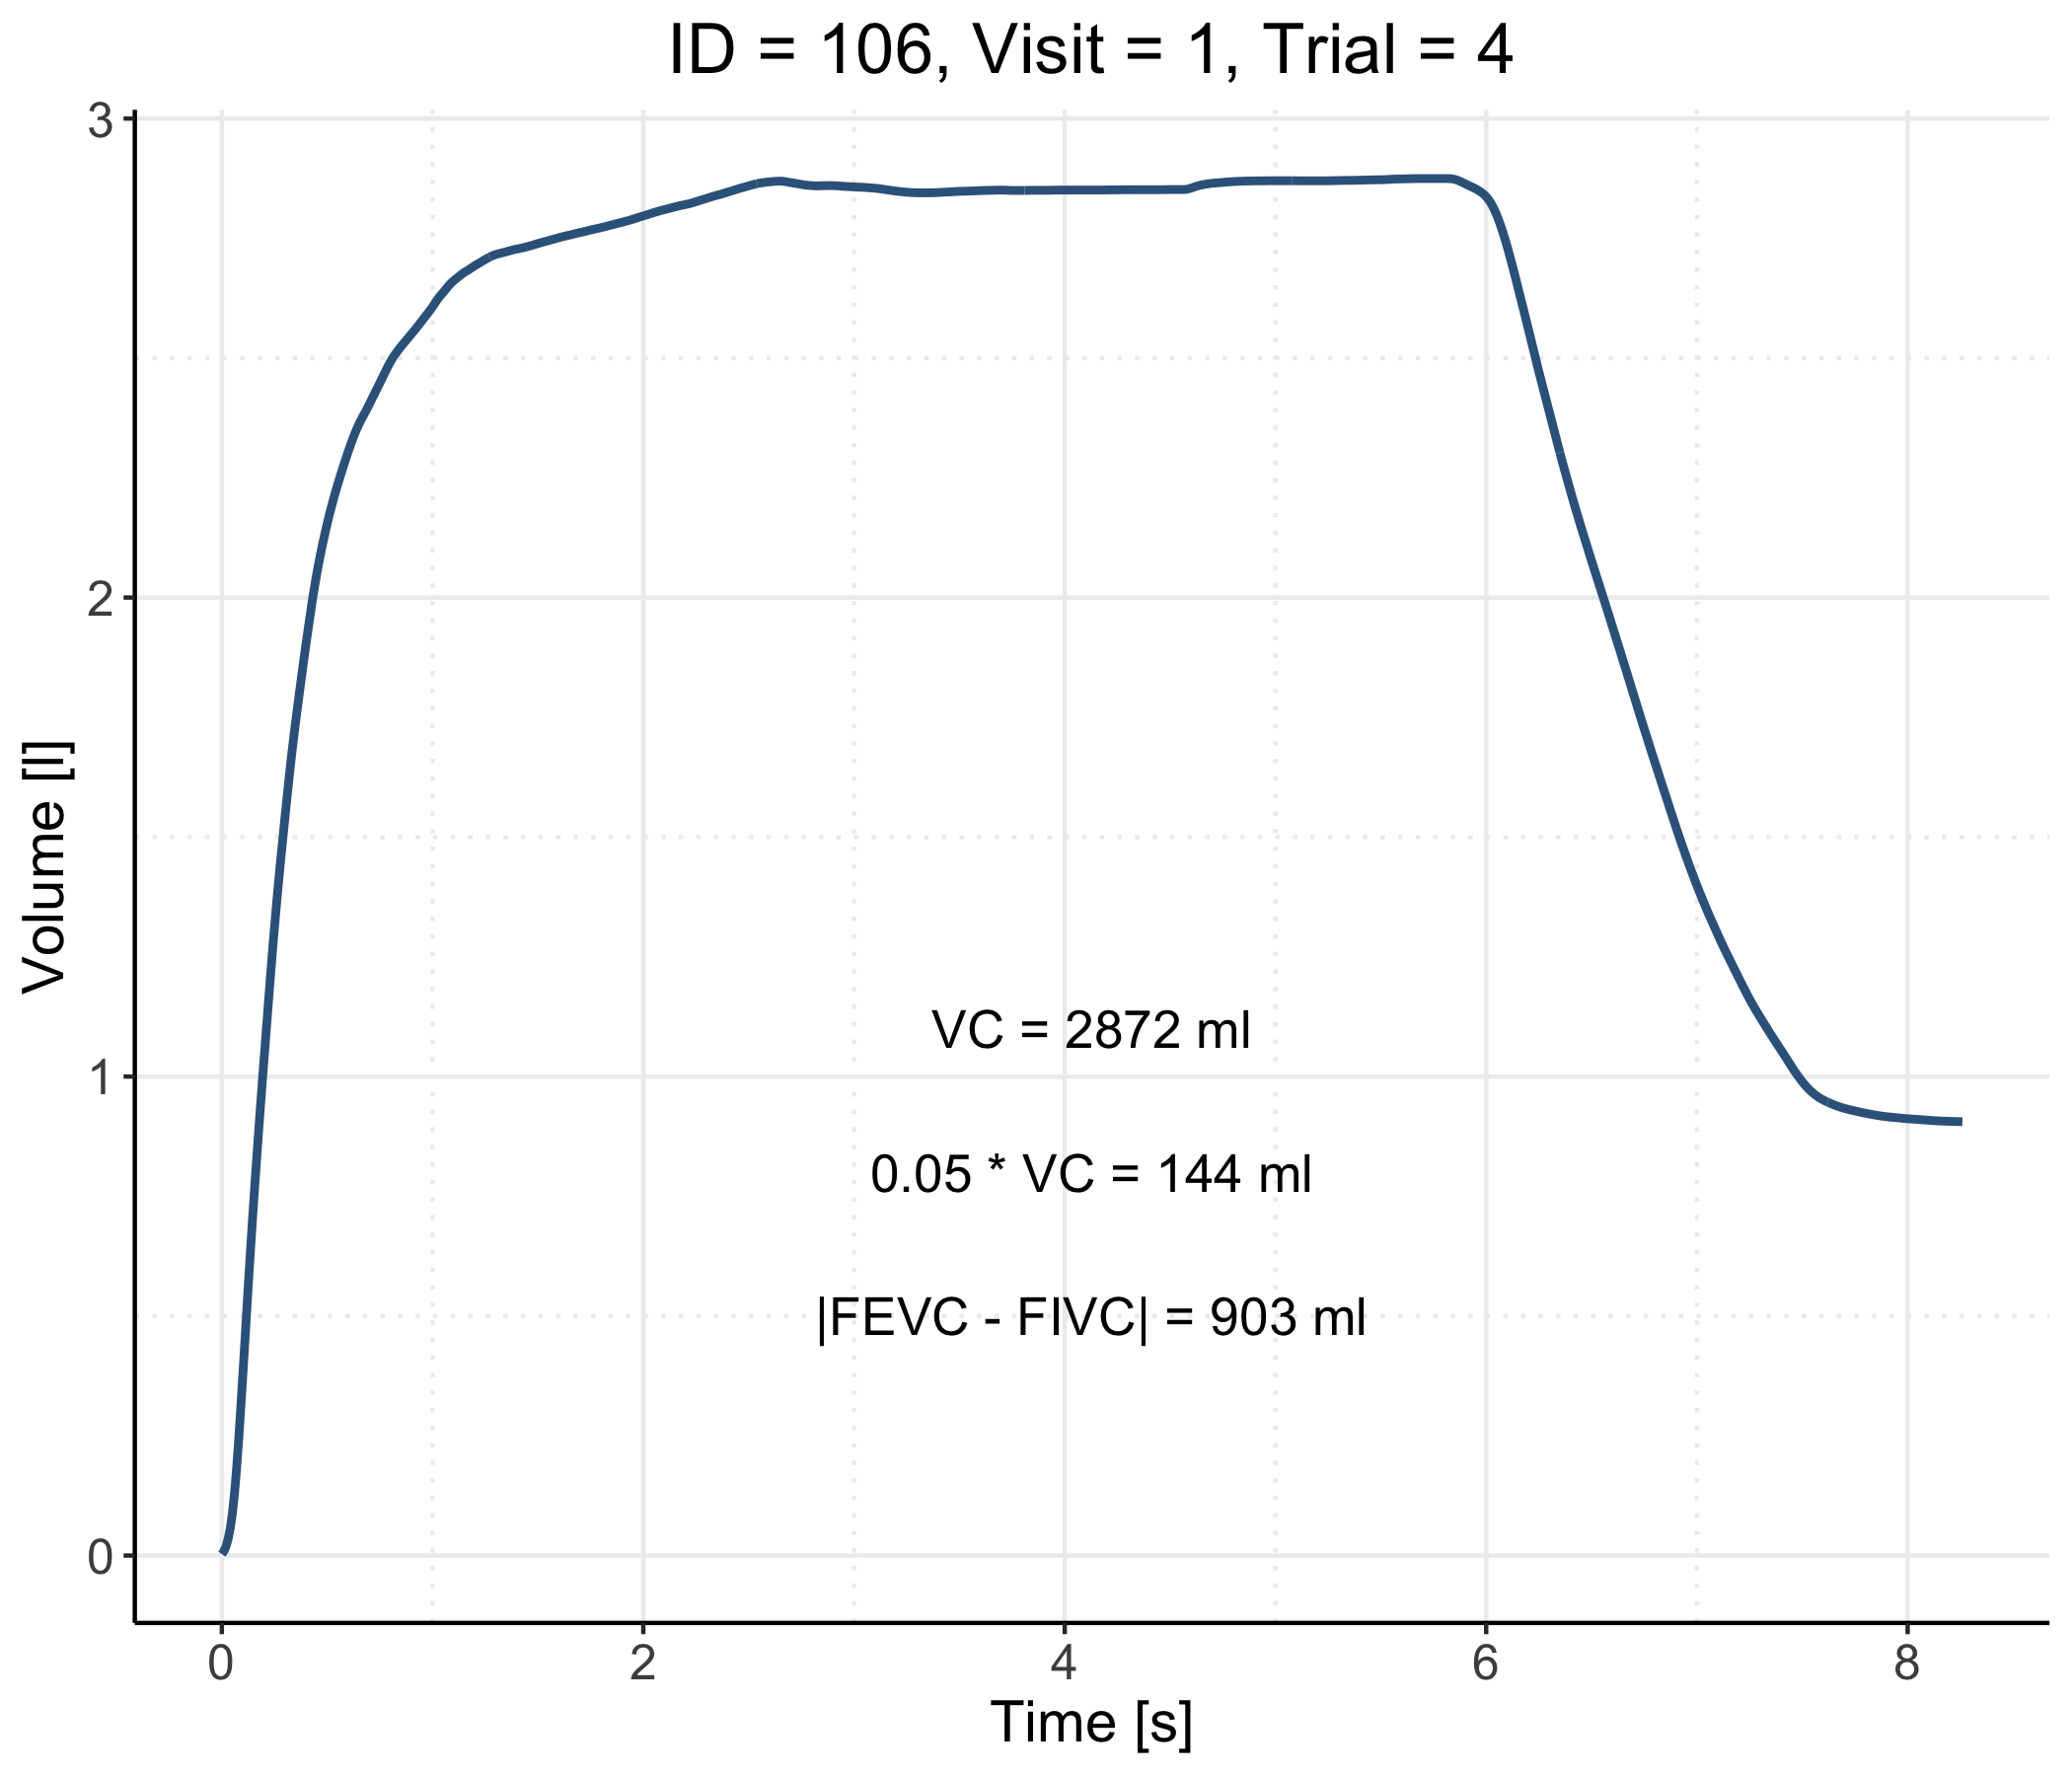 ID = 106, Visit = 1, Trial = 4
3
2
1
0
Volume [l]
VC = 2872 ml
0.05 * VC = 144 ml
|FEVC - FIVC| = 903 ml
0 2 4 6 8
Time [s]